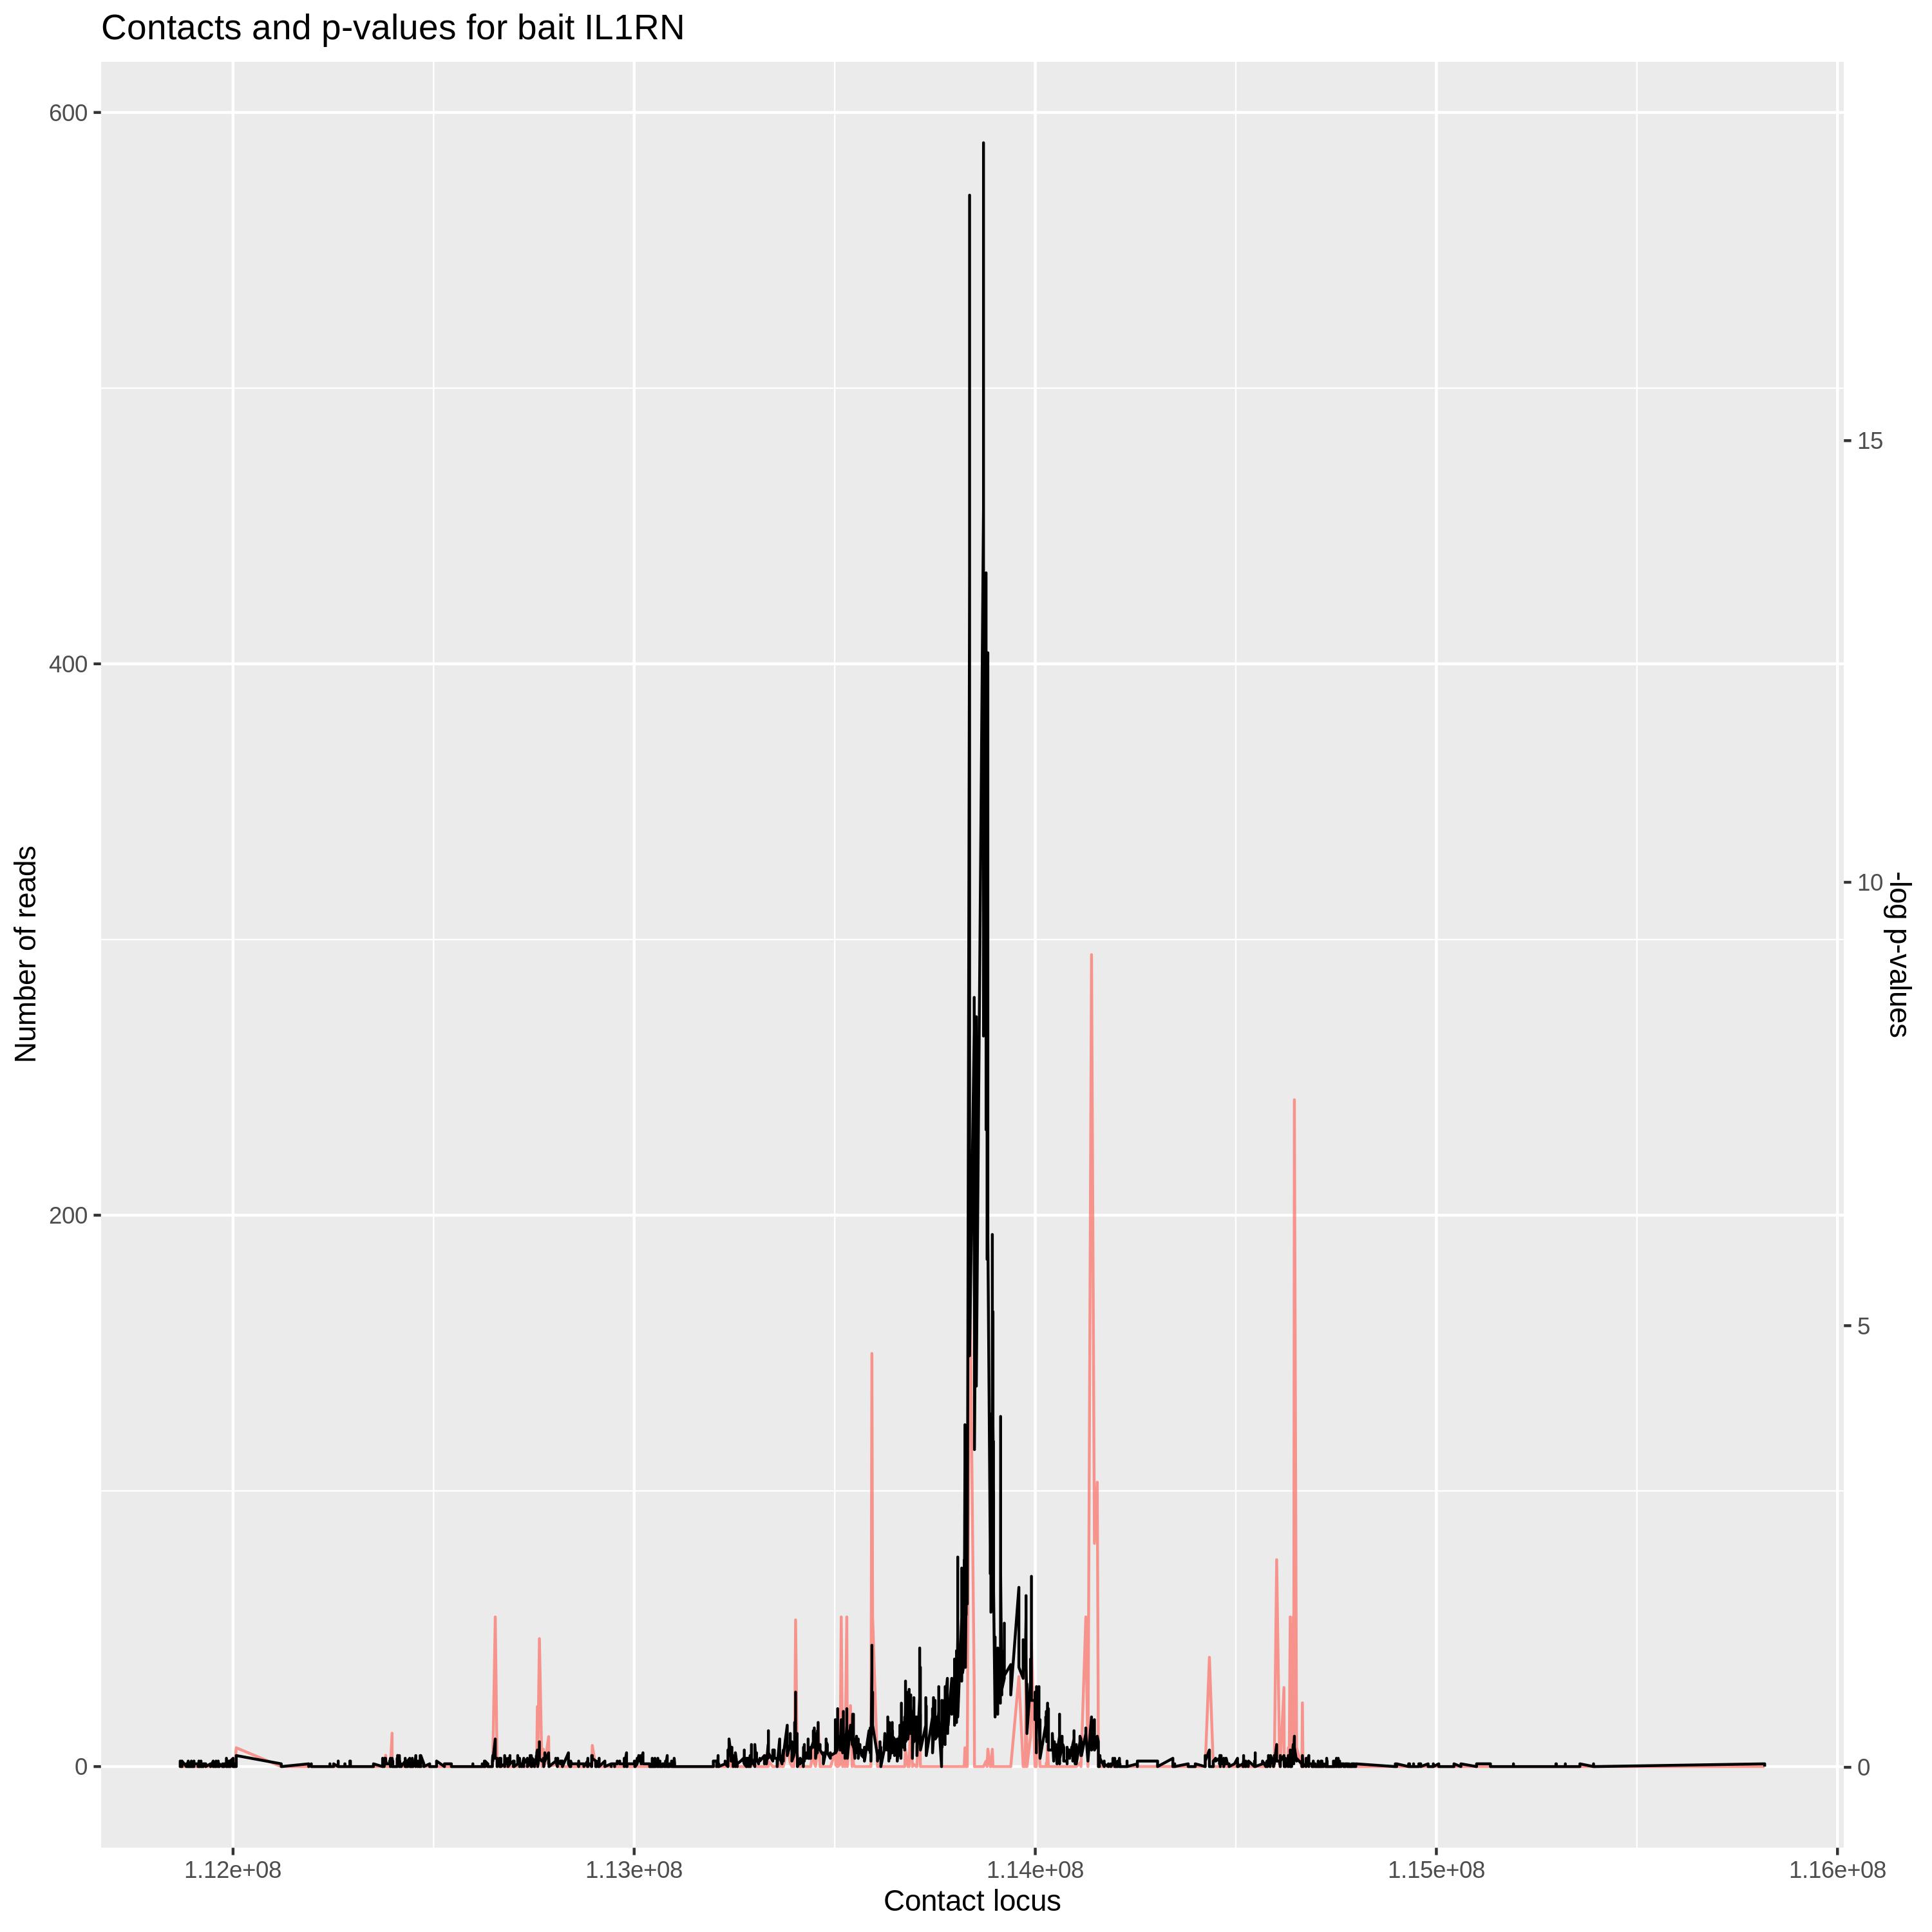 Contacts and p-values for bait IL1RN
600
400
200
0
Number of reads
15
10
5
0
-log p-values
1.12e+08
1.13e+08
1.14e+08
1.15e+08
1.16e+08
Contact locus